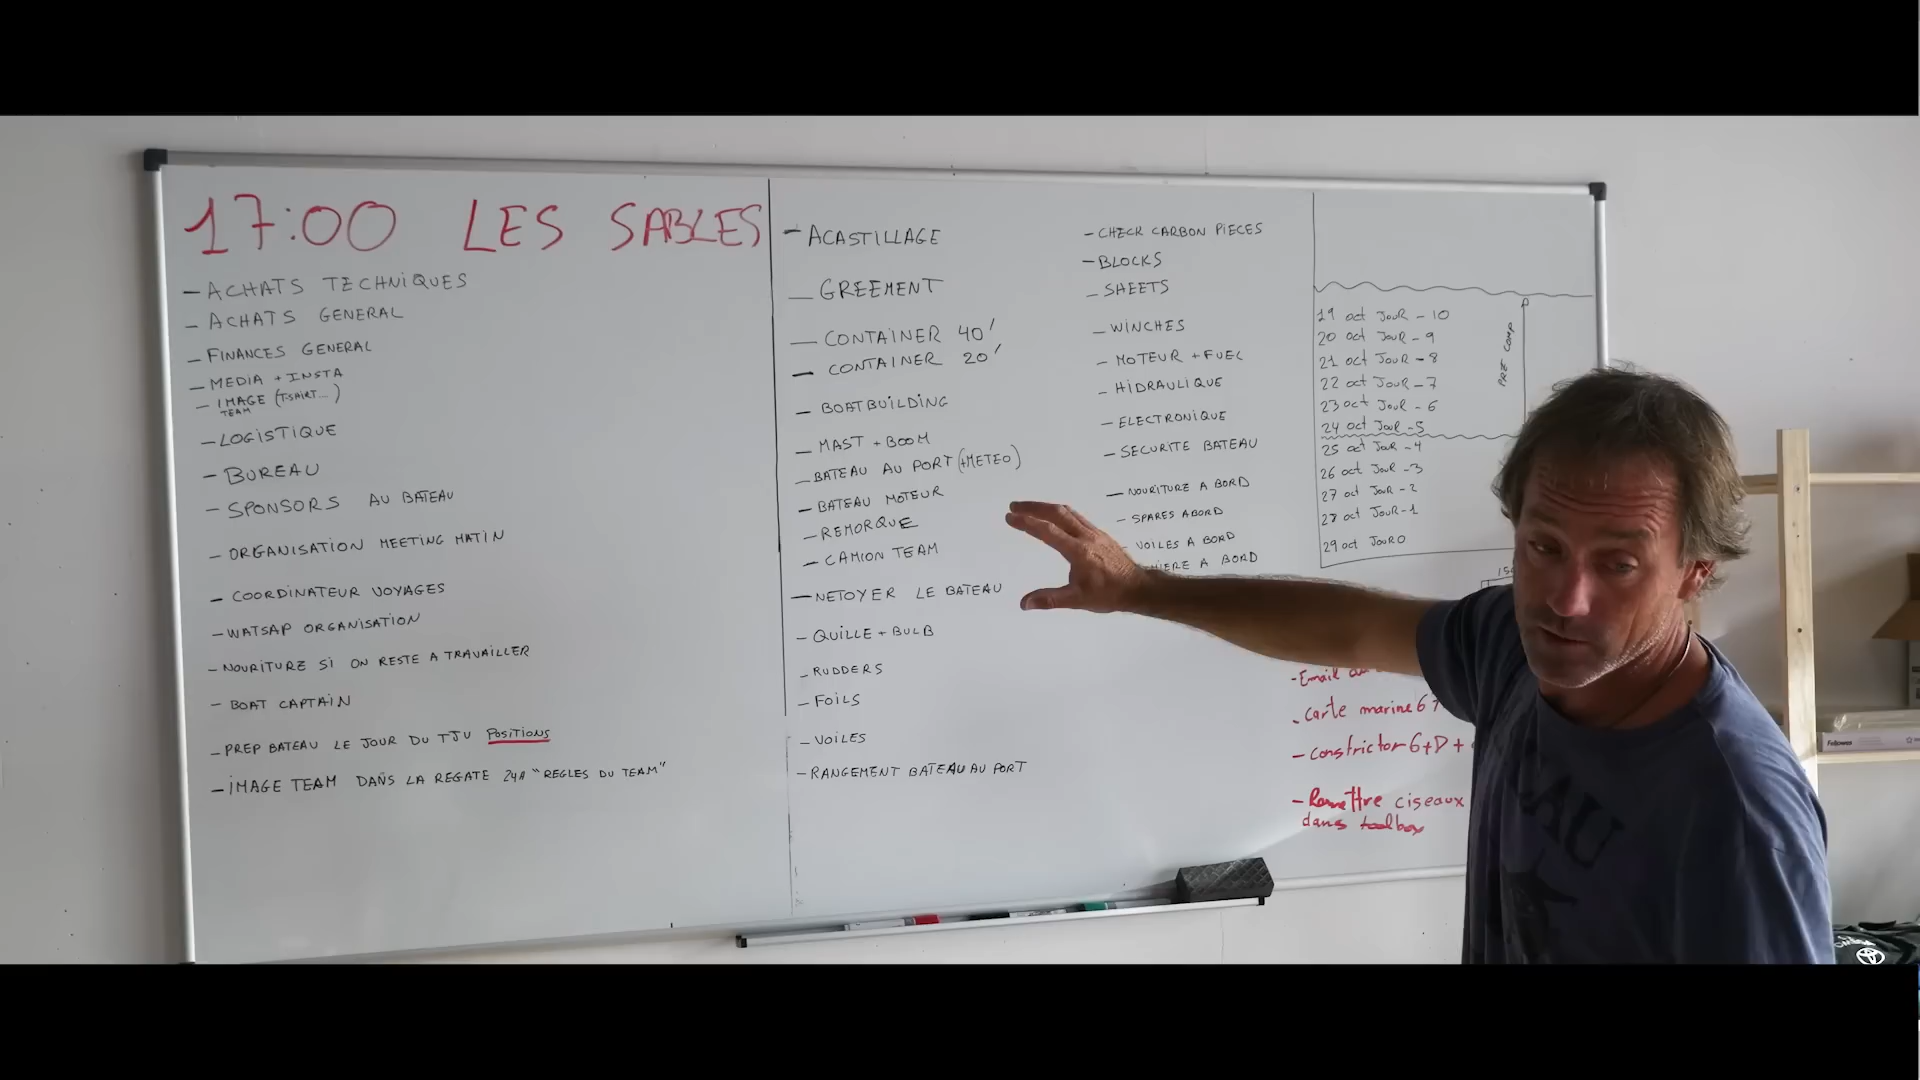 17:00 LES SABLES
- ACHATS TECHNIQUES
- ACHATS GENERAL
- FINANCES GENERAL
- MEDIA + INSTA
- IMAGE (T-SHIRT...)
TEAM
- LOGISTIQUE
- BUREAU
- SPONSORS AU BATEAU
- ORGANISATION MEETING MATIN
- COORDINATEUR VOYAGES
- WATSAP ORGANISATION
- NOURITURE SI ON RESTE A TRAVAILLER
- BOAT CAPTAIN
- PREP BATEAU LE JOUR DU TJV POSITIONS
- IMAGE TEAM DANS LA REGATE 24H "REGLES DU TEAM"
- ACASTILLAGE
- GREEMENT
- CONTAINER 40'
- CONTAINER 20'
- BOATBUILDING
- MAST + BOOM
- BATEAU AU PORT (+METEO)
- BATEAU MOTEUR
- REMORQUE
- CAMION TEAM
- NETOYER LE BATEAU
- QUILLE + BULB
- RUDDERS
- FOILS
- VOILES
- RANGEMENT BATEAU AU PORT
- CHECK CARBON PIECES
- BLOCKS
- SHEETS
- WINCHES
- MOTEUR + FUEL
- HIDRAULIQUE
- ELECTRONIQUE
- SECURITE BATEAU
- NOURITURE A BORD
- SPARES A BORD
- VOILES A BORD
A BORD
19 oct JOUR - 10
20 oct JOUR - 9
21 oct JOUR - 8
22 oct JOUR - 7
23 oct JOUR - 6
24 oct JOUR - 5
25 oct JOUR - 4
26 oct JOUR - 3
27 oct JOUR - 2
28 oct JOUR - 1
29 oct JOUR 0
PRE COMP
- Email
- Carte marine 6
- Constrictor 6+D +
- Remettre ciseaux
dans toolbox
Fellowes